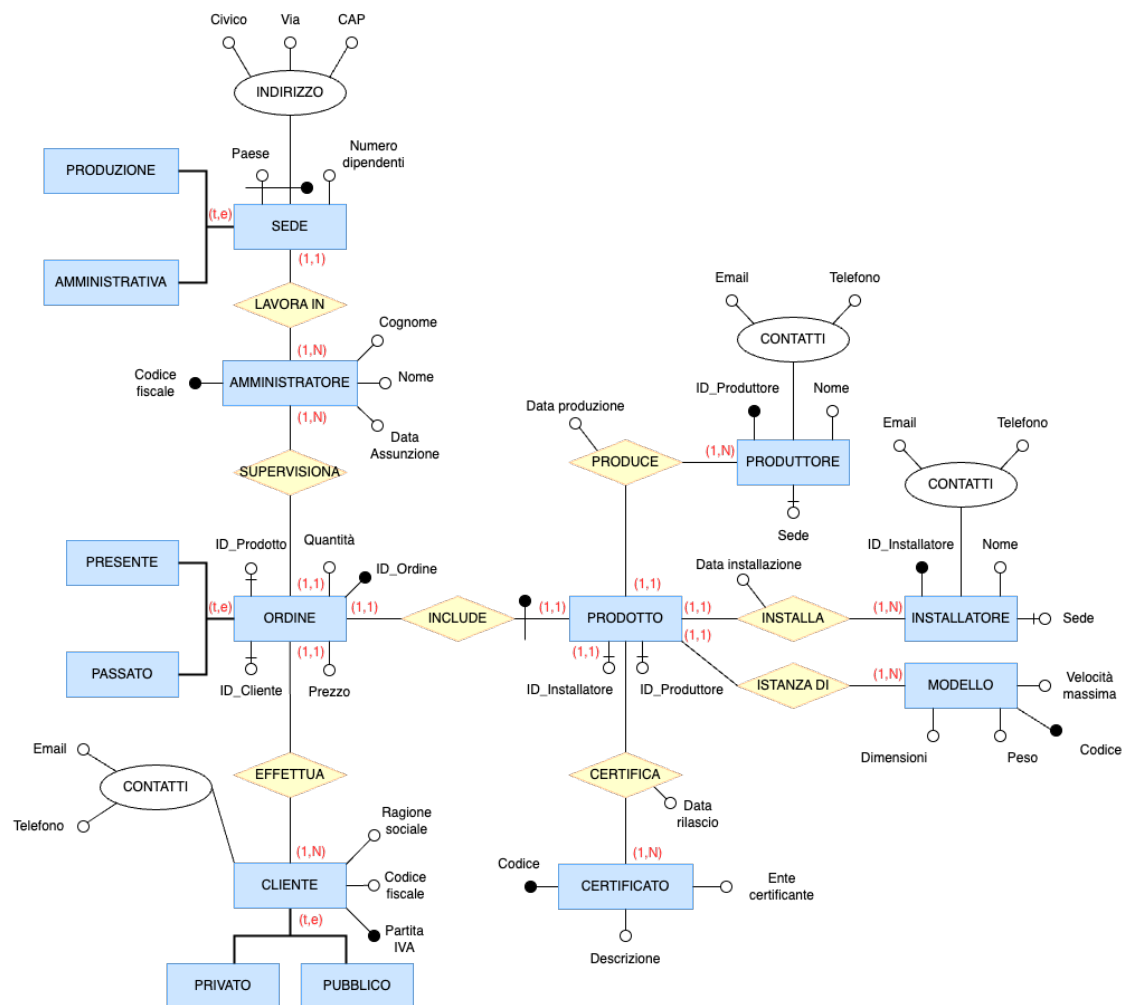 Civico
Via
CAP
INDIRIZZO
Paese
Numero
dipendenti
PRODUZIONE
(t,e)
SEDE
AMMINISTRATIVA
(1,1)
LAVORA IN
(1,N)
Cognome
Codice
fiscale
AMMINISTRATORE
Nome
(1,N)
Data
Assunzione
SUPERVISIONA
Email
Telefono
CONTATTI
ID_Produttore
Nome
Data produzione
PRODUCE
(1,N)
PRODUTTORE
Sede
Email
Telefono
CONTATTI
ID_Installatore
Nome
Data installazione
ID_Prodotto
Quantità
ID_Ordine
PRESENTE
(t,e)
(1,1)
ORDINE
(1,1)
INCLUDE
(1,1)
(1,1)
PRODOTTO
(1,1)
INSTALLA
(1,N)
INSTALLATORE
Sede
PASSATO
(1,1)
ID_Cliente
Prezzo
(1,1)
(1,1)
ID_Installatore
ID_Produttore
ISTANZA DI
(1,N)
MODELLO
Velocità
massima
Dimensioni
Peso
Codice
Email
CONTATTI
Telefono
EFFETTUA
CERTIFICA
Data
rilascio
Ragione
sociale
(1,N)
CLIENTE
Codice
fiscale
(t,e)
Partita
IVA
PRIVATO
PUBBLICO
(1,N)
Codice
CERTIFICATO
Ente
certificante
Descrizione